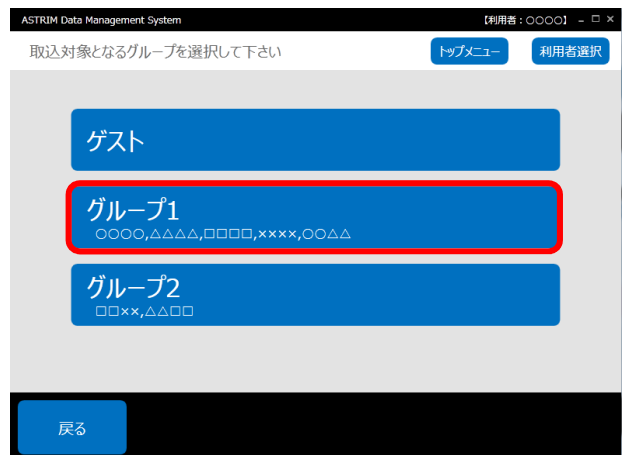 ASTRIM Data Management System 【利用者：○○○○】
取込対象となるグループを選択して下さい トップメニュー 利用者選択
ゲスト
グループ1
○○○○,△△△△,□□□□,××××,○○△△
グループ2
□□××,△△□□
戻る